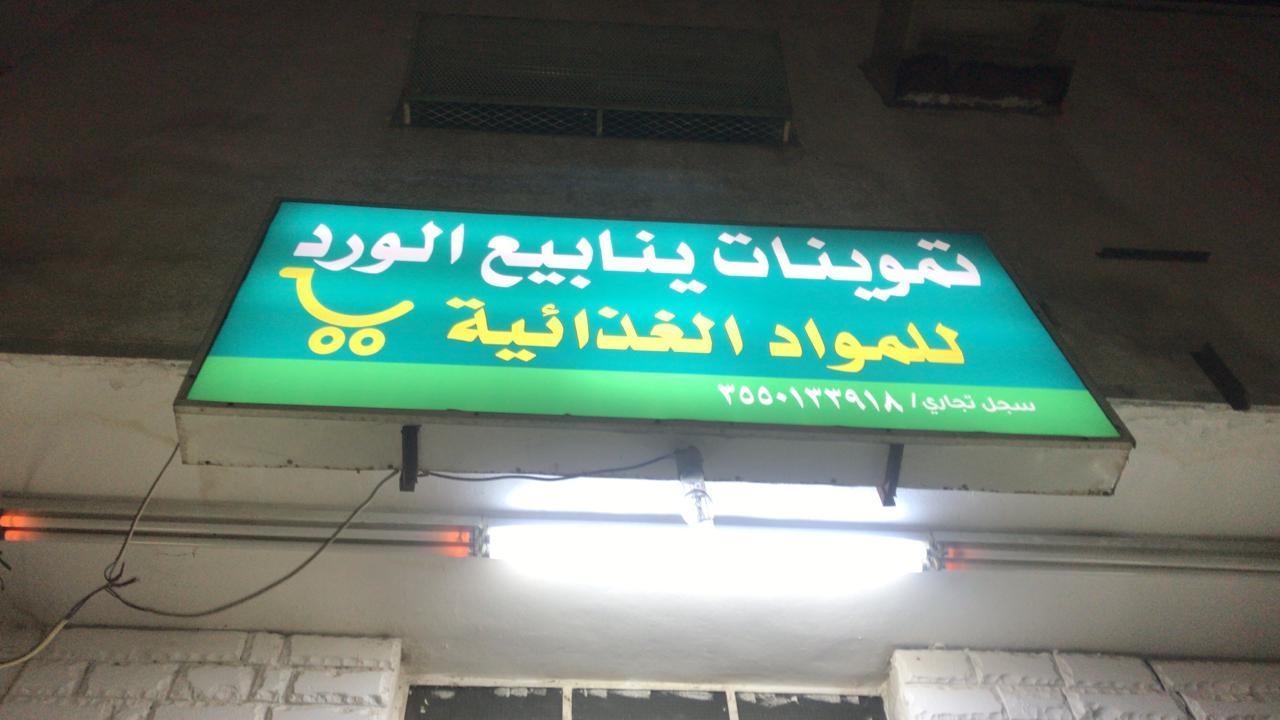 تموينات ينابيع الورد
للمواد الغذائية
سجل تجاري/ ٣٥٥٠١٣٣٩١٨